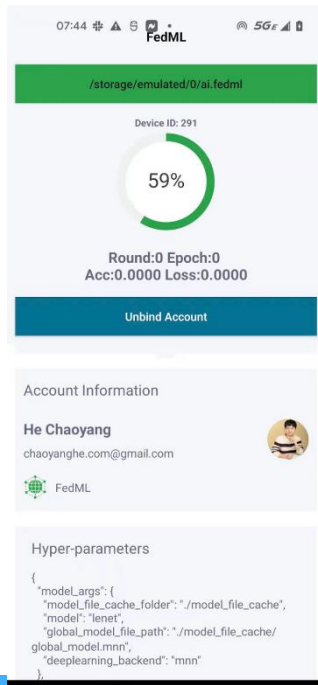 07:44
5GE
FedML
/storage/emulated/0/ai.fedml
Device ID: 291
59%
Round:0 Epoch:0
Acc:0.0000 Loss:0.0000
Unbind Account
Account Information
He Chaoyang
chaoyanghe.com@gmail.com
FedML
Hyper-parameters
{
"model_args": {
"model_file_cache_folder": "./model_file_cache",
"model": "lenet",
"global_model_file_path": "./model_file_cache/
global_model.mnn",
"deeplearning_backend": "mnn"
},